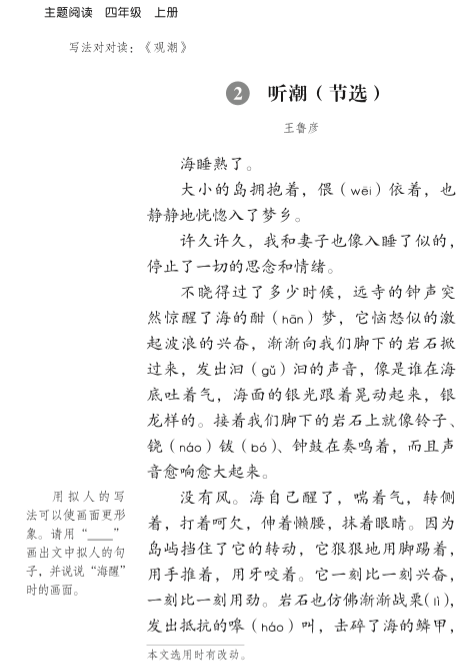 主题阅读 四年级 上册
写法对对读：《观潮》
2 听潮（节选）
王鲁彦
海睡熟了。
大小的岛拥抱着，偎（wēi）依着，也
静静地恍惚入了梦乡。
许久许久，我和妻子也像入睡了似的，
停止了一切的思念和情绪。
不晓得过了多少时候，远寺的钟声突
然惊醒了海的酣（hān）梦，它恼怒似的激
起波浪的兴奋，渐渐向我们脚下的岩石掀
过来，发出汩（gǔ）汩的声音，像是谁在海
底吐着气，海面的银光跟着晃动起来，银
龙样的。接着我们脚下的岩石上就像铃子、
铙（náo）钹（bó）、钟鼓在奏鸣着，而且声
音愈响愈大起来。
没有风。海自己醒了，喘着气，转侧
着，打着呵欠，伸着懒腰，抹着眼睛。因为
岛屿挡住了它的转动，它狠狠地用脚踢着，
用手推着，用牙咬着。它一刻比一刻兴奋，
一刻比一刻用劲。岩石也仿佛渐渐战栗（lì），
发出抵抗的嗥（háo）叫，击碎了海的鳞甲，
用拟人的写
法可以使画面更形
象。请用“____”
画出文中拟人的句
子，并说说“海醒”
时的画面。
本文选用时有改动。